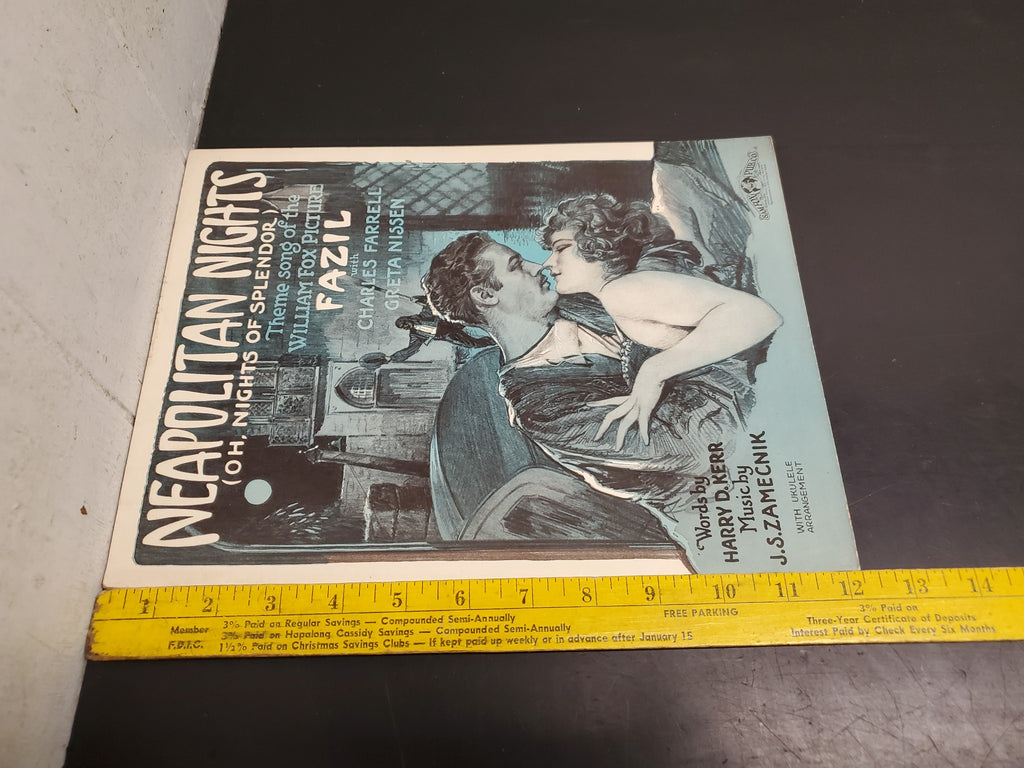 NEAPOLITAN NIGHTS
(OH, NIGHTS OF SPLENDOR)
Theme song of the
WILLIAM FOX PICTURE
FAZIL
with
CHARLES FARRELL
GRETA NISSEN
Words by
HARRY D. KERR
Music by
J.S. ZAMECNIK
WITH UKULELE
ARRANGEMENT
1 2 3 4 5 6 7 8 9 10 11 12 13 14
Member
F.D.I.C.
3% Paid on Regular Savings — Compounded Semi-Annually
3% Paid on Hopalong Cassidy Savings — Compounded Semi-Annually
1½% Paid on Christmas Savings Clubs — If kept paid up weekly or in advance after January 15
FREE PARKING
3% Paid on
Three-Year Certificate of Deposits
Interest Paid by Check Every Six Months